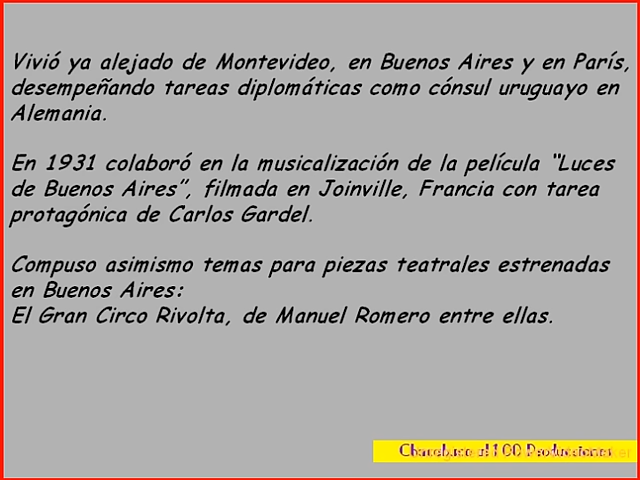 Vivió ya alejado de Montevideo, en Buenos Aires y en París,
desempeñando tareas diplomáticas como cónsul uruguayo en
Alemania.
En 1931 colaboró en la musicalización de la película “Luces
de Buenos Aires”, filmada en Joinville, Francia con tarea
protagónica de Carlos Gardel.
Compuso asimismo temas para piezas teatrales estrenadas
en Buenos Aires:
El Gran Circo Rivolta, de Manuel Romero entre ellas.
al100 Producciones